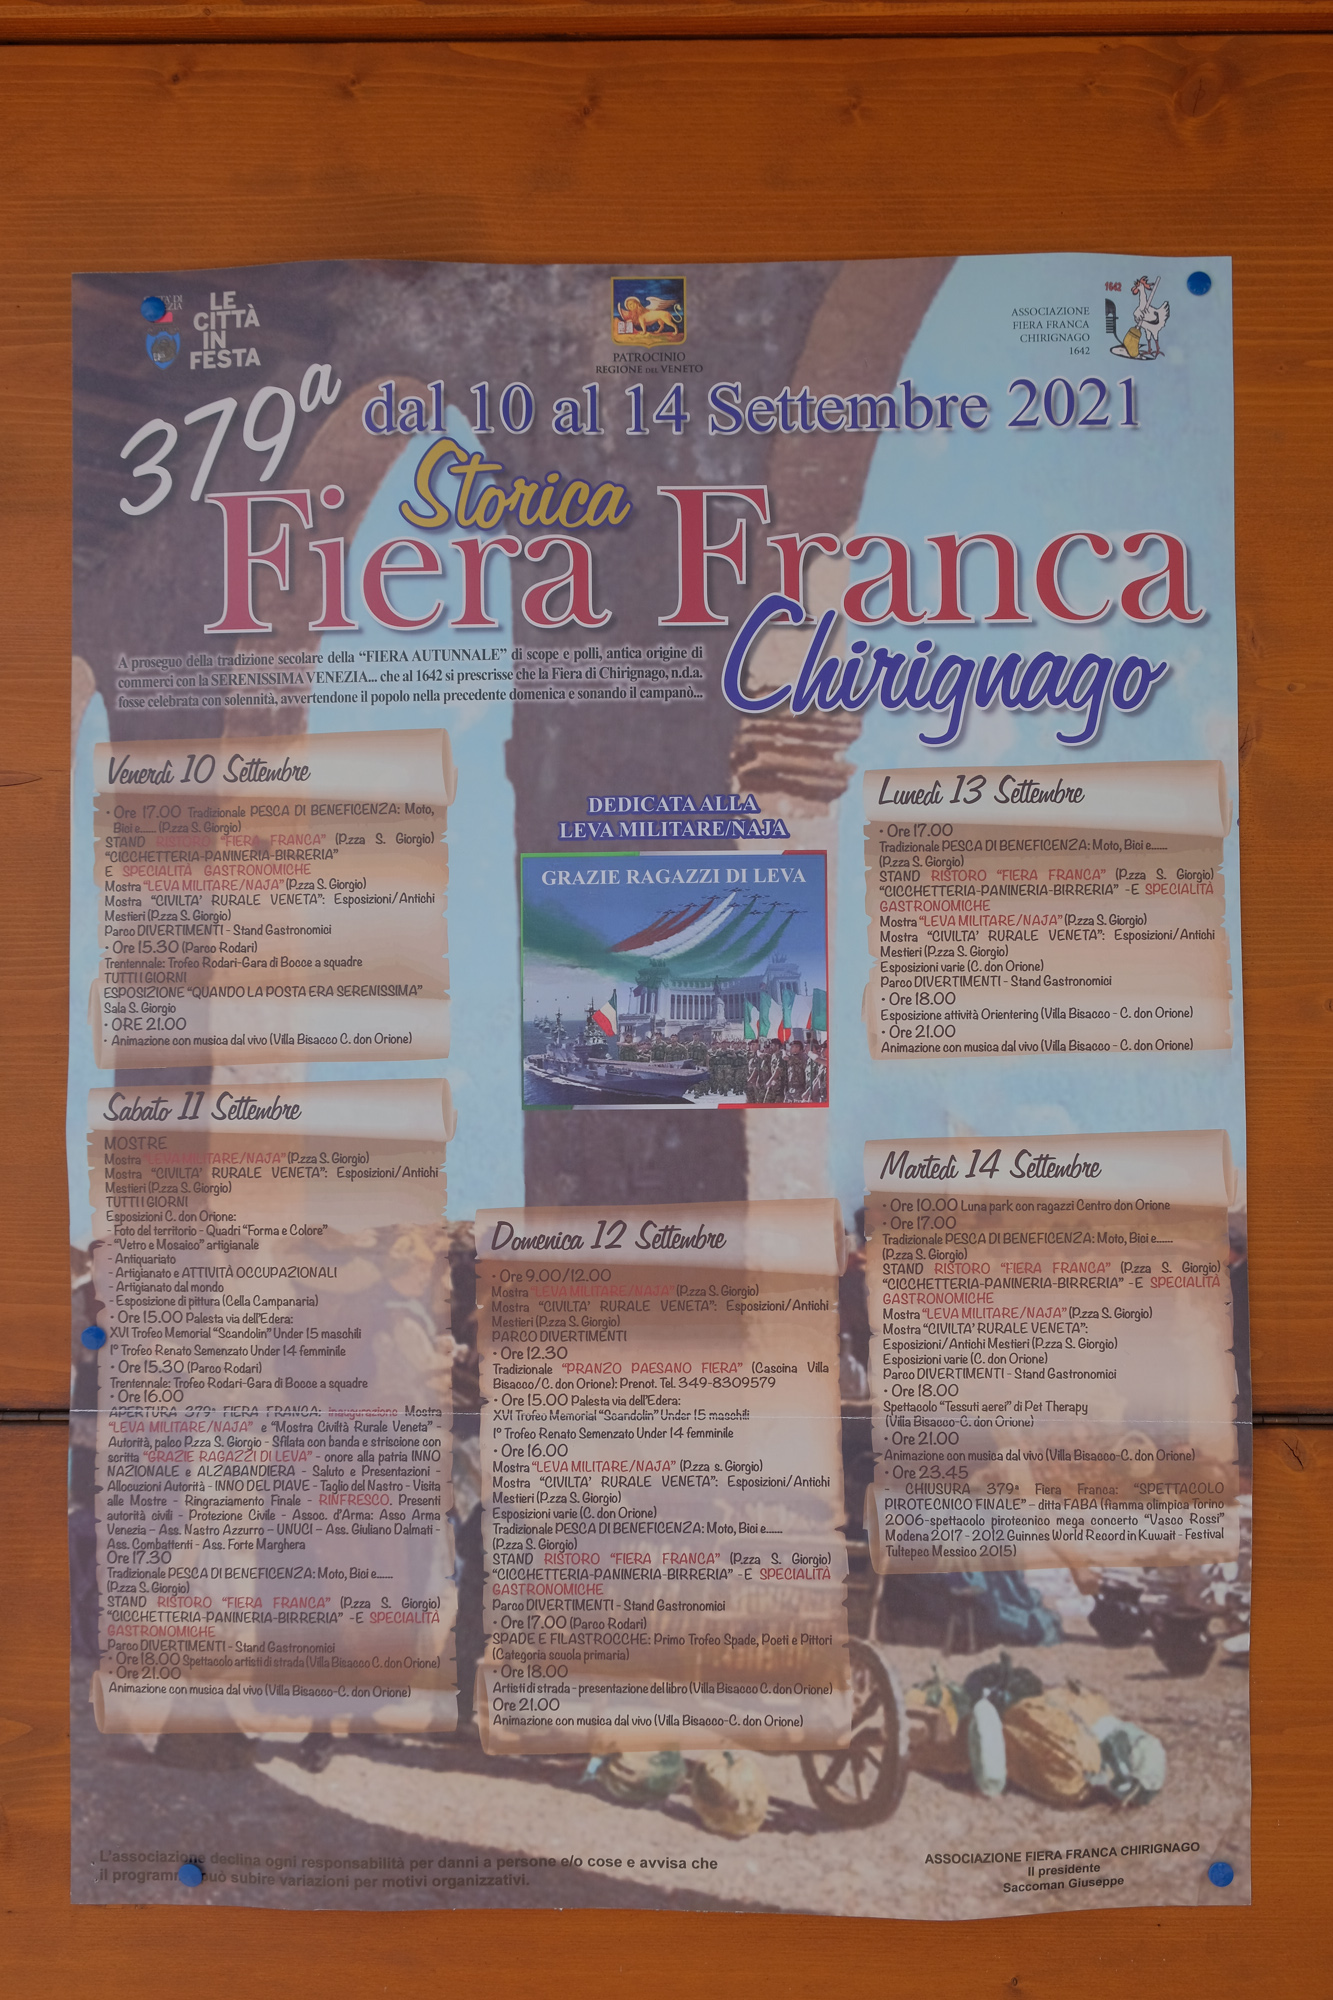 LE
CITTÀ
IN
FESTA
PATROCINIO
REGIONE DEL VENETO
ASSOCIAZIONE
FIERA FRANCA
CHIRIGNAGO
1642
1642
379ª
dal 10 al 14 Settembre 2021
Storica
Fiera Franca
Chirignago
A proseguo della tradizione secolare della “FIERA AUTUNNALE” di scope e polli, antica origine di
commerci con la SERENISSIMA VENEZIA... che al 1642 si prescrisse che la Fiera di Chirignago, n.d.a.
fosse celebrata con solennità, avvertendone il popolo nella precedente domenica e sonando il campanò...
Venerdì 10 Settembre
• Ore 17.00 Tradizionale PESCA DI BENEFICENZA: Moto,
Bici e...... (P.zza S. Giorgio)
STAND RISTORO “FIERA FRANCA” (P.zza S. Giorgio)
“CICCHETTERIA-PANINERIA-BIRRERIA”
E SPECIALITÀ GASTRONOMICHE
Mostra “LEVA MILITARE/NAJA” (P.zza S. Giorgio)
Mostra “CIVILTA’ RURALE VENETA”: Esposizioni/Antichi
Mestieri (P.zza S. Giorgio)
Parco DIVERTIMENTI - Stand Gastronomici
• Ore 15.30 (Parco Rodari)
Trentennale: Trofeo Rodari-Gara di Bocce a squadre
TUTTI I GIORNI
ESPOSIZIONE “QUANDO LA POSTA ERA SERENISSIMA”
Sala S. Giorgio
• ORE 21.00
• Animazione con musica dal vivo (Villa Bisacco C. don Orione)
Sabato 11 Settembre
MOSTRE
Mostra “LEVA MILITARE/NAJA” (P.zza S. Giorgio)
Mostra “CIVILTA’ RURALE VENETA”: Esposizioni/Antichi
Mestieri (P.zza S. Giorgio)
TUTTI I GIORNI
Esposizioni C. don Orione:
- Foto del territorio - Quadri “Forma e Colore”
- “Vetro e Mosaico” artigianale
- Antiquariato
- Artigianato e ATTIVITÀ OCCUPAZIONALI
- Artigianato dal mondo
- Esposizione di pittura (Cella Campanaria)
• Ore 15.00 Palesta via dell’Edera:
XVI Trofeo Memorial “Scandolin” Under 15 maschili
1° Trofeo Renato Semenzato Under 14 femminile
• Ore 15.30 (Parco Rodari)
Trentennale: Trofeo Rodari-Gara di Bocce a squadre
• Ore 16.00
APERTURA 379ª FIERA FRANCA: inaugurazione Mostra
“LEVA MILITARE/NAJA” e “Mostra Civiltà Rurale Veneta” -
Autorità, palco P.zza S. Giorgio - Sfilata con banda e striscione con
scritta “GRAZIE RAGAZZI DI LEVA” - onore alla patria INNO
NAZIONALE e ALZABANDIERA - Saluto e Presentazioni -
Allocuzioni Autorità - INNO DEL PIAVE - Taglio del Nastro - Visita
alle Mostre - Ringraziamento Finale - RINFRESCO. Presenti
autorità civili - Protezione Civile - Assoc. d’Arma: Asso Arma
Venezia – Ass. Nastro Azzurro – UNUCI – Ass. Giuliano Dalmati -
Ass. Combattenti - Ass. Forte Marghera
Ore 17.30
Tradizionale PESCA DI BENEFICENZA: Moto, Bici e......
(P.zza S. Giorgio)
STAND RISTORO “FIERA FRANCA” (P.zza S. Giorgio)
“CICCHETTERIA-PANINERIA-BIRRERIA” -E SPECIALITÀ
GASTRONOMICHE
Parco DIVERTIMENTI - Stand Gastronomici
• Ore 18.00 Spettacolo artisti di strada (Villa Bisacco C. don Orione)
• Ore 21.00
Animazione con musica dal vivo (Villa Bisacco-C. don Orione)
DEDICATA ALLA
LEVA MILITARE/NAJA
GRAZIE RAGAZZI DI LEVA
Domenica 12 Settembre
• Ore 9.00/12.00
Mostra “LEVA MILITARE/NAJA” (P.zza S. Giorgio)
Mostra “CIVILTA’ RURALE VENETA”: Esposizioni/Antichi
Mestieri (P.zza S. Giorgio)
PARCO DIVERTIMENTI
• Ore 12.30
Tradizionale “PRANZO PAESANO FIERA” (Cascina Villa
Bisacco/C. don Orione): Prenot. Tel. 349-8309579
• Ore 15.00 Palesta via dell’Edera:
XVI Trofeo Memorial “Scandolin” Under 15 maschili
1° Trofeo Renato Semenzato Under 14 femminile
• Ore 16.00
Mostra “LEVA MILITARE/NAJA” (P.zza S. Giorgio)
Mostra “CIVILTA’ RURALE VENETA”: Esposizioni/Antichi
Mestieri (P.zza S. Giorgio)
Esposizioni varie (C. don Orione)
Tradizionale PESCA DI BENEFICENZA: Moto, Bici e......
(P.zza S. Giorgio)
STAND RISTORO “FIERA FRANCA” (P.zza S. Giorgio)
“CICCHETTERIA-PANINERIA-BIRRERIA” -E SPECIALITÀ
GASTRONOMICHE
Parco DIVERTIMENTI - Stand Gastronomici
• Ore 17.00 (Parco Rodari)
SPADE E FILASTROCCHE: Primo Trofeo Spade, Poeti e Pittori
(Categoria scuola primaria)
• Ore 18.00
Artisti di strada - presentazione del libro (Villa Bisacco C. don Orione)
Ore 21.00
Animazione con musica dal vivo (Villa Bisacco-C. don Orione)
Lunedì 13 Settembre
• Ore 17.00
Tradizionale PESCA DI BENEFICENZA: Moto, Bici e......
(P.zza S. Giorgio)
STAND RISTORO “FIERA FRANCA” (P.zza S. Giorgio)
“CICCHETTERIA-PANINERIA-BIRRERIA” -E SPECIALITÀ
GASTRONOMICHE
Mostra “LEVA MILITARE/NAJA” (P.zza S. Giorgio)
Mostra “CIVILTA’ RURALE VENETA”: Esposizioni/Antichi
Mestieri (P.zza S. Giorgio)
Esposizioni varie (C. don Orione)
Parco DIVERTIMENTI - Stand Gastronomici
• Ore 18.00
Esposizione attività Orientering (Villa Bisacco - C. don Orione)
• Ore 21.00
Animazione con musica dal vivo (Villa Bisacco - C. don Orione)
Martedì 14 Settembre
• Ore 10.00 Luna park con ragazzi Centro don Orione
• Ore 17.00
Tradizionale PESCA DI BENEFICENZA: Moto, Bici e......
(P.zza S. Giorgio)
STAND RISTORO “FIERA FRANCA” (P.zza S. Giorgio)
“CICCHETTERIA-PANINERIA-BIRRERIA” -E SPECIALITÀ
GASTRONOMICHE
Mostra “LEVA MILITARE/NAJA” (P.zza S. Giorgio)
Mostra “CIVILTA’ RURALE VENETA”:
Esposizioni/Antichi Mestieri (P.zza S. Giorgio)
Esposizioni varie (C. don Orione)
Parco DIVERTIMENTI - Stand Gastronomici
• Ore 18.00
Spettacolo “Tessuti aerei” di Pet Therapy
(Villa Bisacco-C. don Orione)
• Ore 21.00
Animazione con musica dal vivo (Villa Bisacco-C. don Orione)
• Ore 23.45
- CHIUSURA 379ª Fiera Franca: “SPETTACOLO
PIROTECNICO FINALE” – ditta FABA (fiamma olimpica Torino
2006-spettacolo pirotecnico mega concerto “Vasco Rossi”
Modena 2017 - 2012 Guinnes World Record in Kuwait - Festival
Tultepec Messico 2015)
L’associazione declina ogni responsabilità per danni a persone e/o cose e avvisa che
il programma può subire variazioni per motivi organizzativi.
ASSOCIAZIONE FIERA FRANCA CHIRIGNAGO
Il presidente
Saccoman Giuseppe